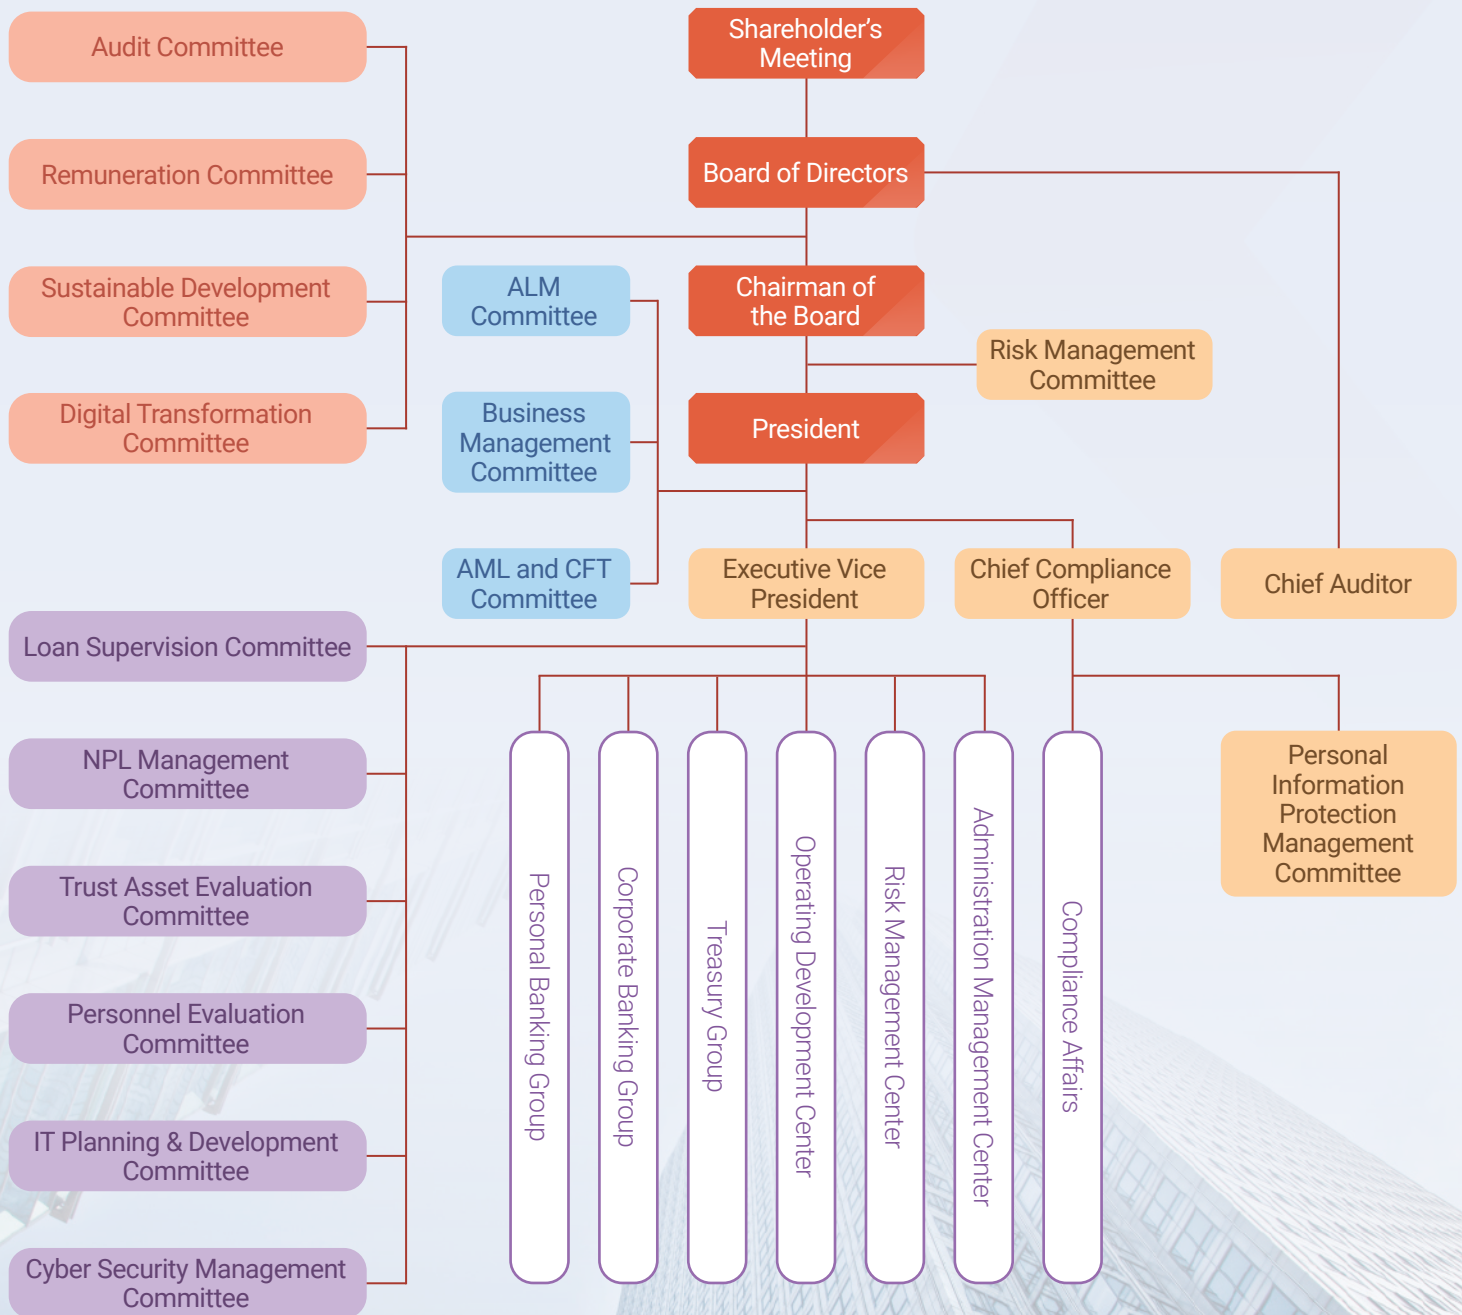 Audit Committee
Shareholder’s
Meeting
Remuneration Committee
Board of Directors
Sustainable Development
Committee
ALM
Committee
Chairman of
the Board
Risk Management
Committee
Digital Transformation
Committee
Business
Management
Committee
President
AML and CFT
Committee
Executive Vice
President
Chief Compliance
Officer
Chief Auditor
Loan Supervision Committee
NPL Management
Committee
Trust Asset Evaluation
Committee
Personnel Evaluation
Committee
IT Planning & Development
Committee
Cyber Security Management
Committee
Personal Banking Group
Corporate Banking Group
Treasury Group
Operating Development Center
Risk Management Center
Administration Management Center
Compliance Affairs
Personal
Information
Protection
Management
Committee